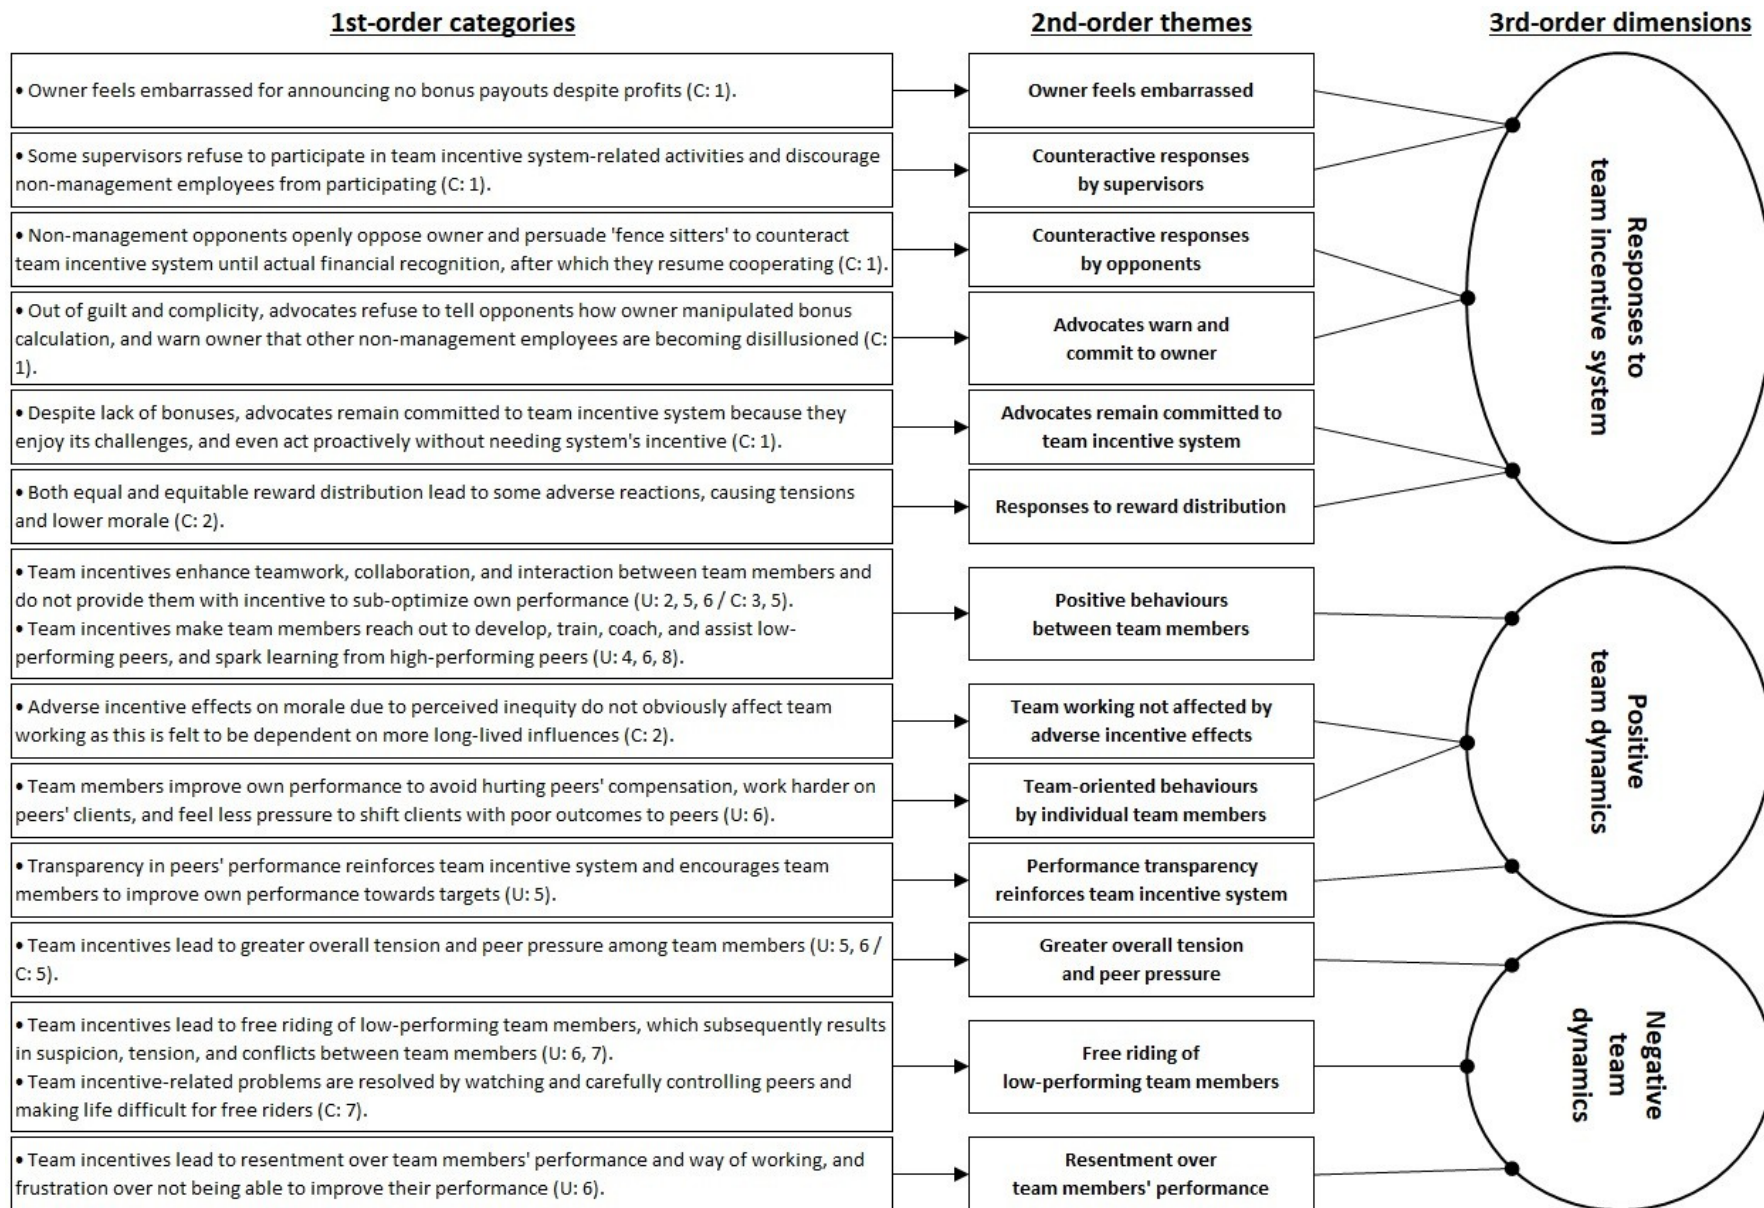 1st-order categories
2nd-order themes
3rd-order dimensions
• Owner feels embarrassed for announcing no bonus payouts despite profits (C: 1).
Owner feels embarrassed
• Some supervisors refuse to participate in team incentive system-related activities and discourage
non-management employees from participating (C: 1).
Counteractive responses
by supervisors
• Non-management opponents openly oppose owner and persuade 'fence sitters' to counteract
team incentive system until actual financial recognition, after which they resume cooperating (C: 1).
Counteractive responses
by opponents
• Out of guilt and complicity, advocates refuse to tell opponents how owner manipulated bonus
calculation, and warn owner that other non-management employees are becoming disillusioned (C:
1).
Advocates warn and
commit to owner
• Despite lack of bonuses, advocates remain committed to team incentive system because they
enjoy its challenges, and even act proactively without needing system's incentive (C: 1).
Advocates remain committed to
team incentive system
• Both equal and equitable reward distribution lead to some adverse reactions, causing tensions
and lower morale (C: 2).
Responses to reward distribution
Responses to
team incentive system
• Team incentives enhance teamwork, collaboration, and interaction between team members and
do not provide them with incentive to sub-optimize own performance (U: 2, 5, 6 / C: 3, 5).
• Team incentives make team members reach out to develop, train, coach, and assist low-
performing peers, and spark learning from high-performing peers (U: 4, 6, 8).
Positive behaviours
between team members
• Adverse incentive effects on morale due to perceived inequity do not obviously affect team
working as this is felt to be dependent on more long-lived influences (C: 2).
Team working not affected by
adverse incentive effects
• Team members improve own performance to avoid hurting peers' compensation, work harder on
peers' clients, and feel less pressure to shift clients with poor outcomes to peers (U: 6).
Team-oriented behaviours
by individual team members
• Transparency in peers' performance reinforces team incentive system and encourages team
members to improve own performance towards targets (U: 5).
Performance transparency
reinforces team incentive system
Positive
team dynamics
• Team incentives lead to greater overall tension and peer pressure among team members (U: 5, 6 /
C: 5).
Greater overall tension
and peer pressure
• Team incentives lead to free riding of low-performing team members, which subsequently results
in suspicion, tension, and conflicts between team members (U: 6, 7).
• Team incentive-related problems are resolved by watching and carefully controlling peers and
making life difficult for free riders (C: 7).
Free riding of
low-performing team members
• Team incentives lead to resentment over team members' performance and way of working, and
frustration over not being able to improve their performance (U: 6).
Resentment over
team members' performance
Negative
team
dynamics